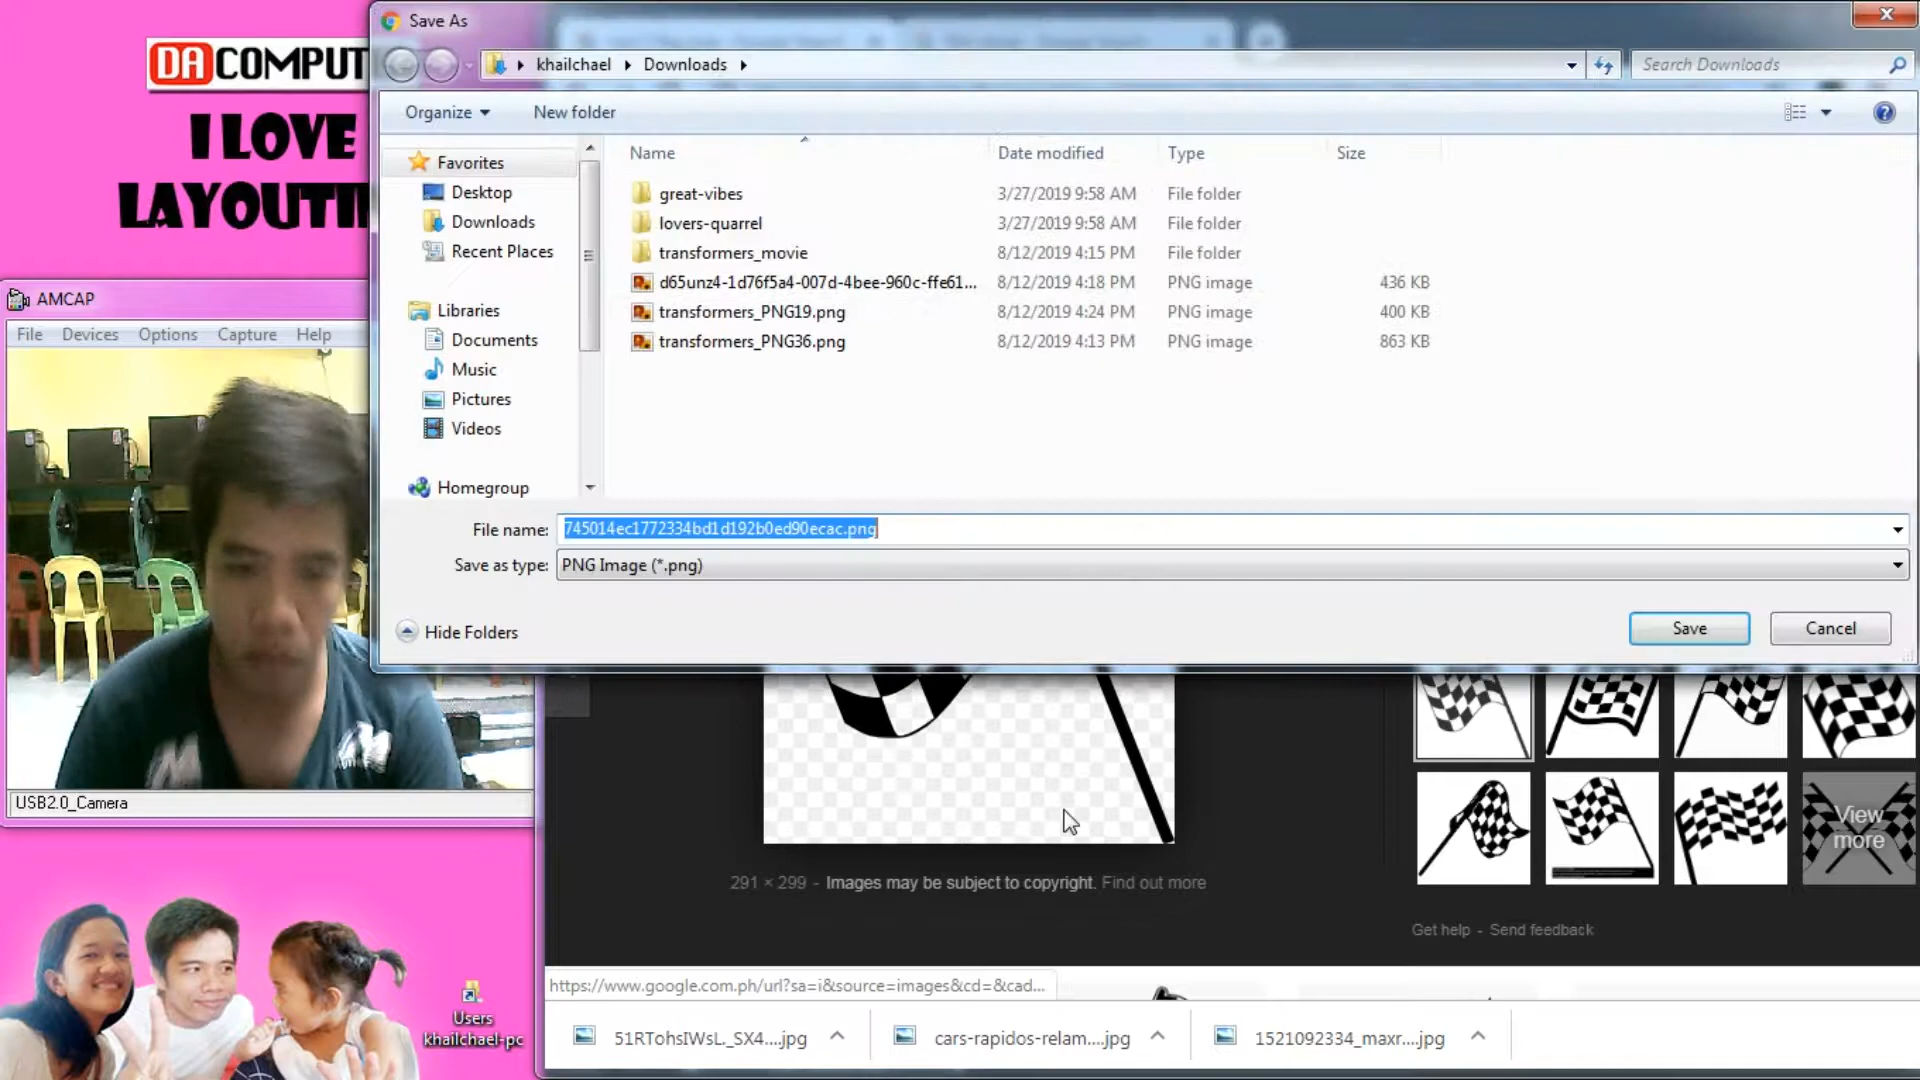 DA COMPUT
I LOVE
LAYOUTI
Save As
khailchael
Downloads
Search Downloads
Organize
New folder
Name
Date modified
Type
Size
Favorites
Desktop
Downloads
Recent Places
Libraries
Documents
Music
Pictures
Videos
Homegroup
great-vibes 3/27/2019 9:58 AM File folder
lovers-quarrel 3/27/2019 9:58 AM File folder
transformers_movie 8/12/2019 4:15 PM File folder
d65unz4-1d76f5a4-007d-4bee-960c-ffe61... 8/12/2019 4:18 PM PNG image 436 KB
transformers_PNG19.png 8/12/2019 4:24 PM PNG image 400 KB
transformers_PNG36.png 8/12/2019 4:13 PM PNG image 863 KB
File name: 745014ec1772334bd1d192b0ed90ecac.png
Save as type: PNG Image (*.png)
Hide Folders
Save
Cancel
AMCAP
File Devices Options Capture Help
USB2.0_Camera
View
more
291 × 299 - Images may be subject to copyright. Find out more
Get help - Send feedback
https://www.google.com.ph/url?sa=i&source=images&cd=&cad...
Users
khailchael-pc
51RTohsIWsL._SX4....jpg
cars-rapidos-relam....jpg
1521092334_maxr....jpg